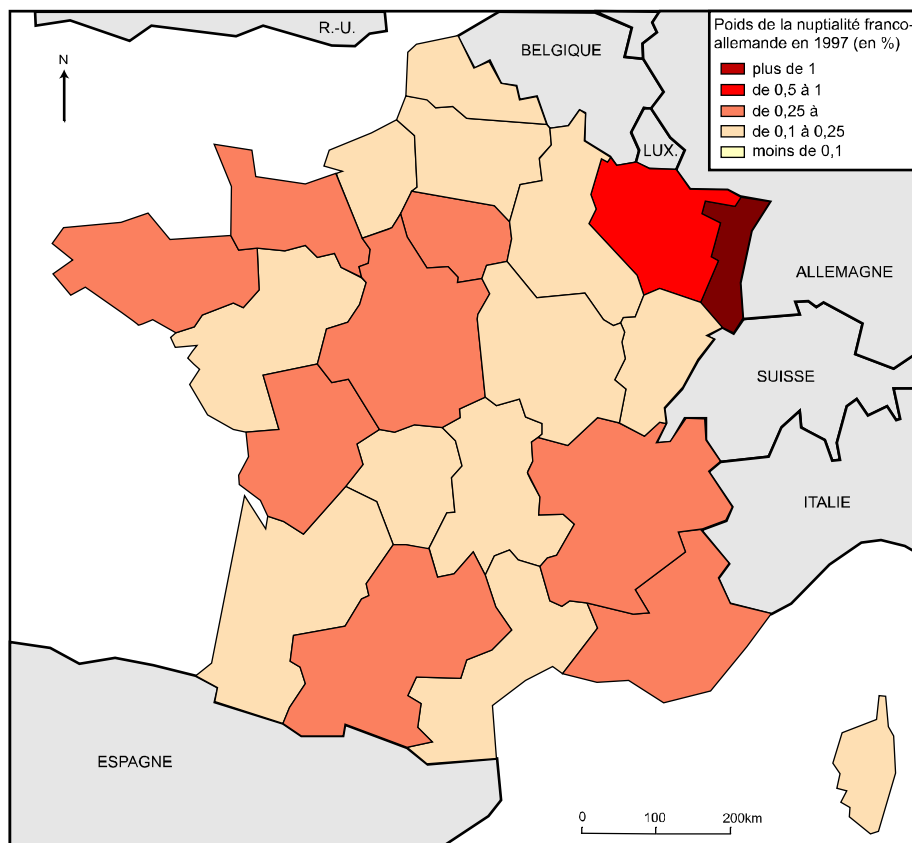 R.-U.
BELGIQUE
Poids de la nuptialité franco-
allemande en 1997 (en %)
plus de 1
de 0,5 à 1
de 0,25 à
de 0,1 à 0,25
moins de 0,1
N
LUX.
ALLEMAGNE
SUISSE
ITALIE
ESPAGNE
0 100 200km